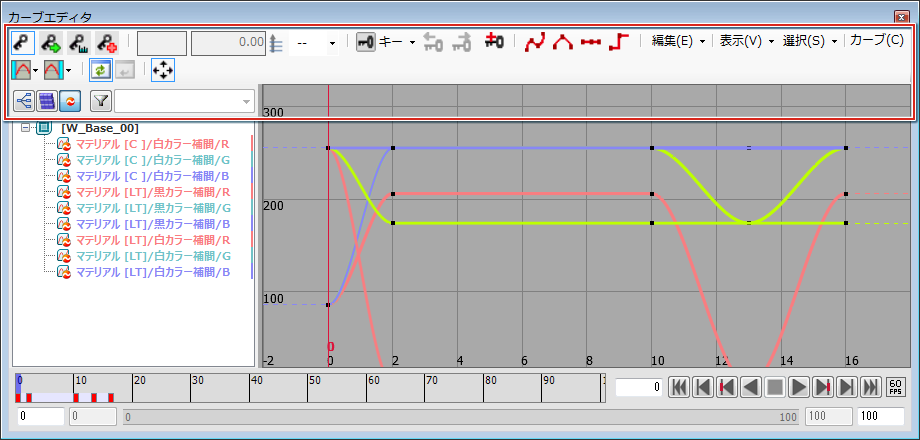 カーブエディタ
0.00 -- キー 編集(E) 表示(V) 選択(S) カーブ(C)
[W_Base_00]
マテリアル [C ]/白カラー補間/R
マテリアル [C ]/白カラー補間/G
マテリアル [C ]/白カラー補間/B
マテリアル [LT]/黒カラー補間/R
マテリアル [LT]/黒カラー補間/G
マテリアル [LT]/黒カラー補間/B
マテリアル [LT]/白カラー補間/R
マテリアル [LT]/白カラー補間/G
マテリアル [LT]/白カラー補間/B
300
200
100
0
-2 0 2 4 6 8 10 12 14 16
0 10 20 30 40 50 60 70 80 90 10
0 60 FPS
0 0 0 100 100 100